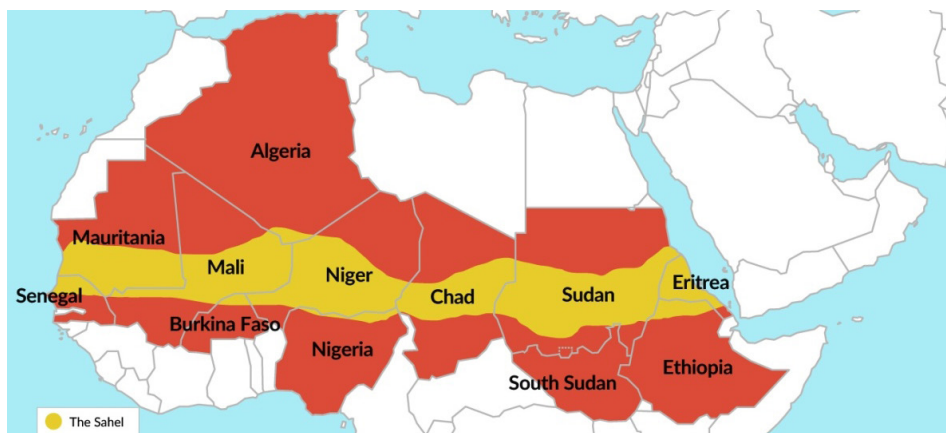 Algeria
Mauritania
Mali
Niger
Chad
Sudan
Eritrea
Senegal
Burkina Faso
Nigeria
South Sudan
Ethiopia
The Sahel